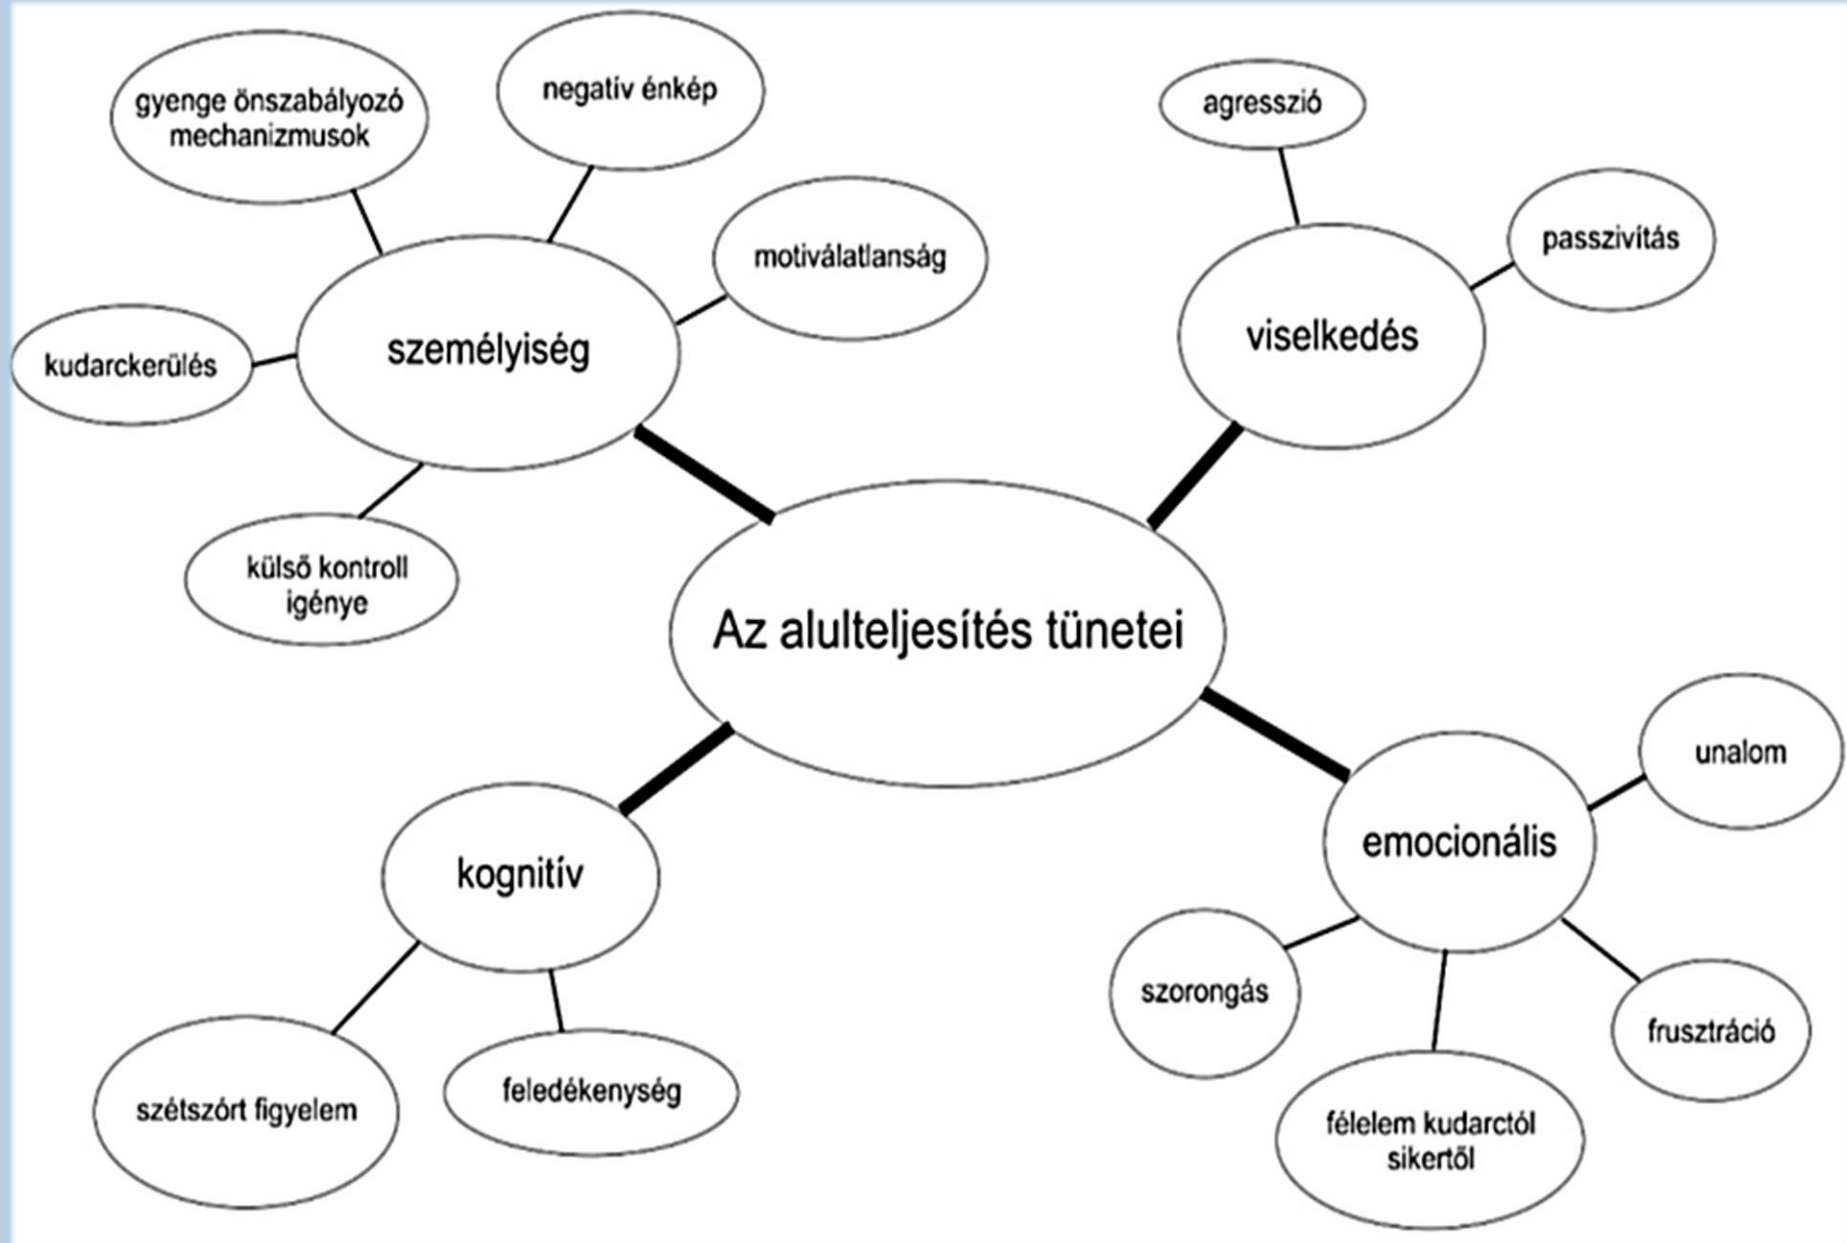 gyenge önszabályozó
mechanizmusok
negatív énkép
motiválatlanság
kudarckerülés
személyiség
külső kontroll
igénye
agresszió
passzivítás
viselkedés
Az alulteljesítés tünetei
kognitív
szétszórt figyelem
feledékenység
emocionális
unalom
szorongás
frusztráció
félelem kudarctól
sikertől